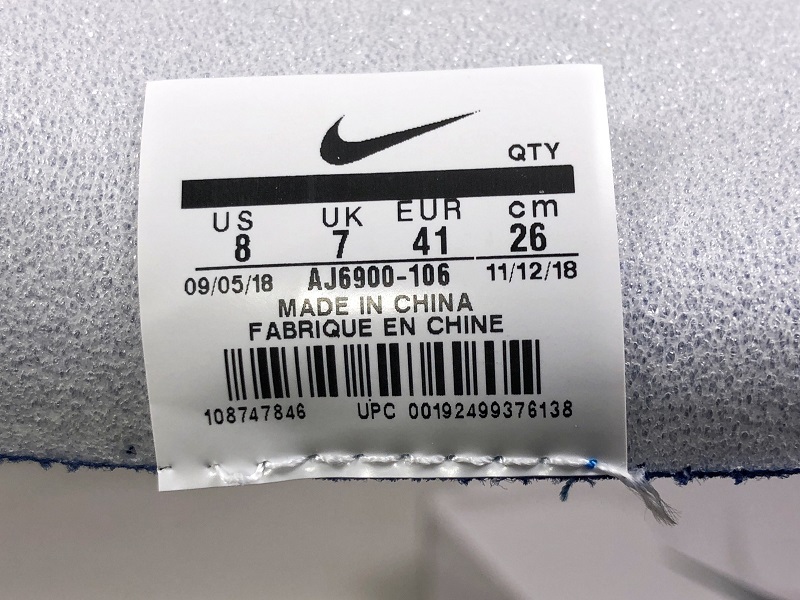 QTY
US UK EUR cm
8 7 41 26
09/05/18 AJ6900-106 11/12/18
MADE IN CHINA
FABRIQUE EN CHINE
108747846 UPC 00192499376138